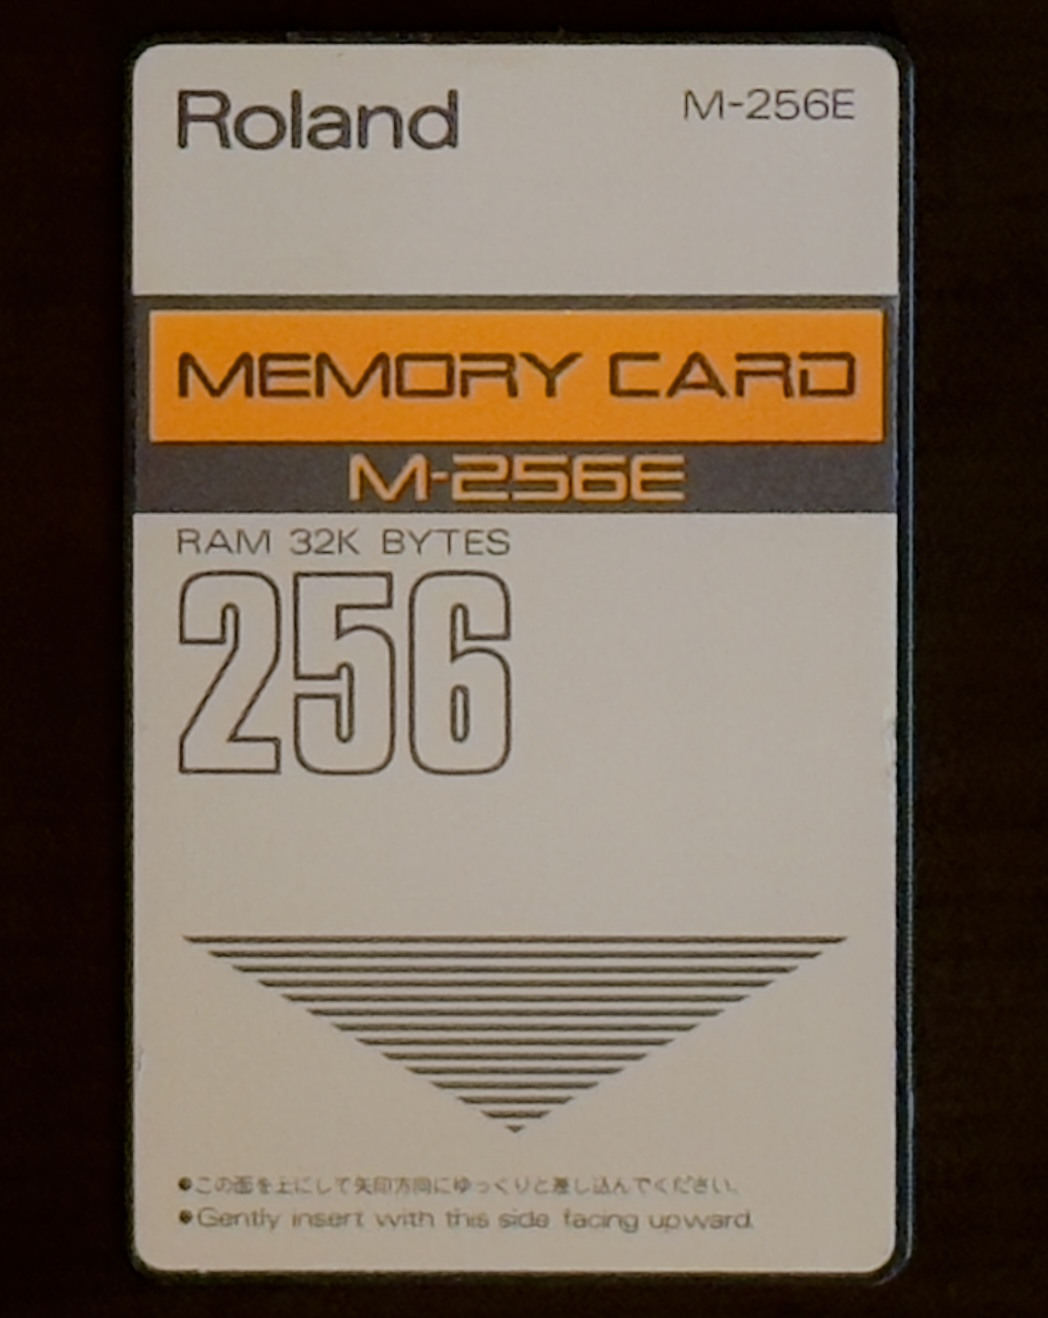 Roland
M-256E
MEMORY CARD
M-256E
RAM 32K BYTES
256
●この面を上にして矢印方向にゆっくりと差し込んでください。
●Gently insert with this side facing upward.